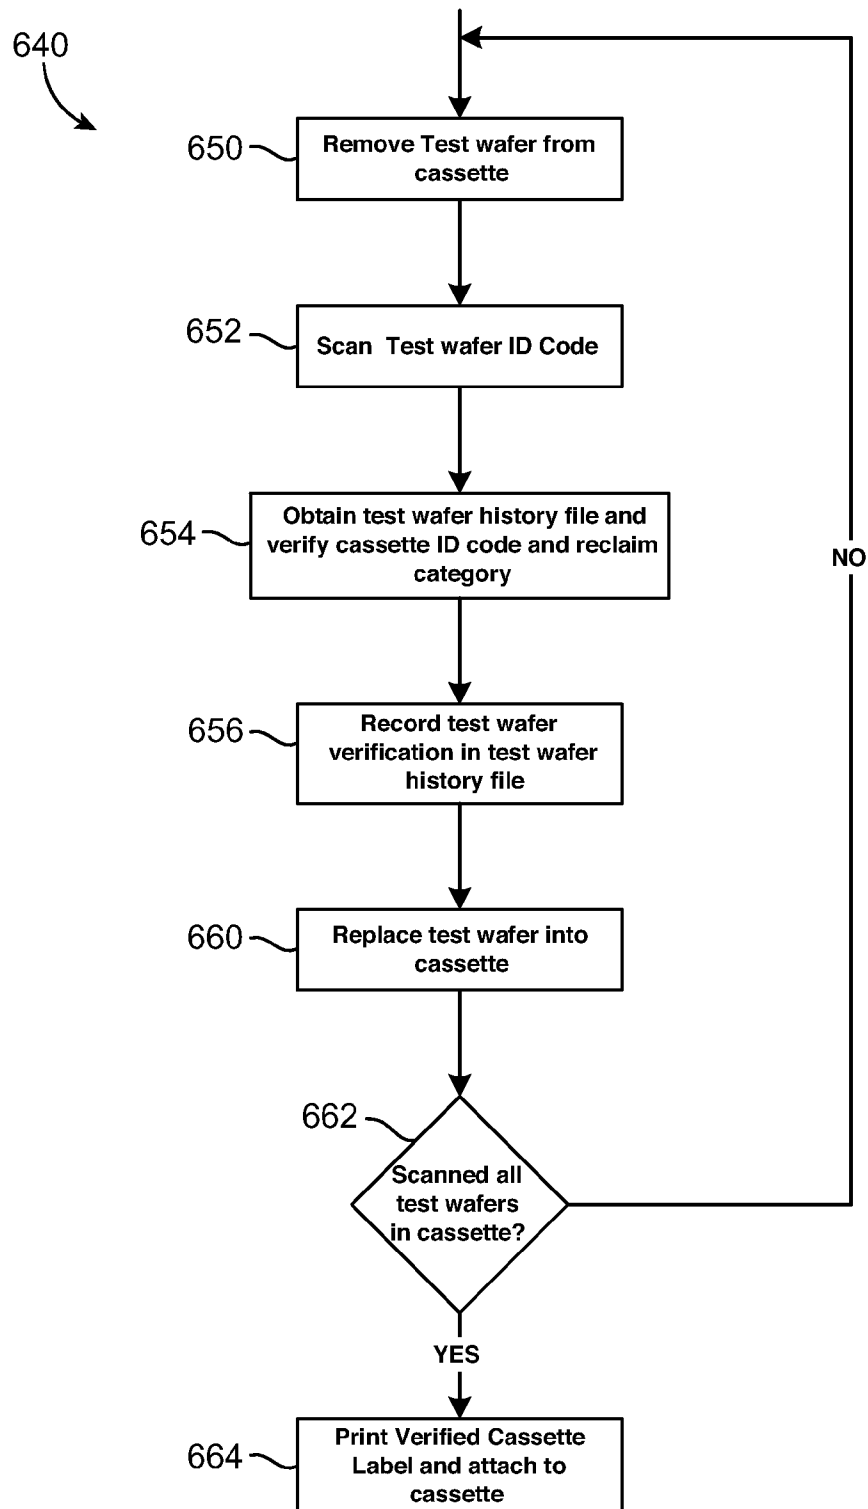 640
650
Remove Test wafer from
cassette
652
Scan Test wafer ID Code
654
Obtain test wafer history file and
verify cassette ID code and reclaim
category
NO
656
Record test wafer
verification in test wafer
history file
660
Replace test wafer into
cassette
662
Scanned all
test wafers
in cassette?
YES
664
Print Verified Cassette
Label and attach to
cassette